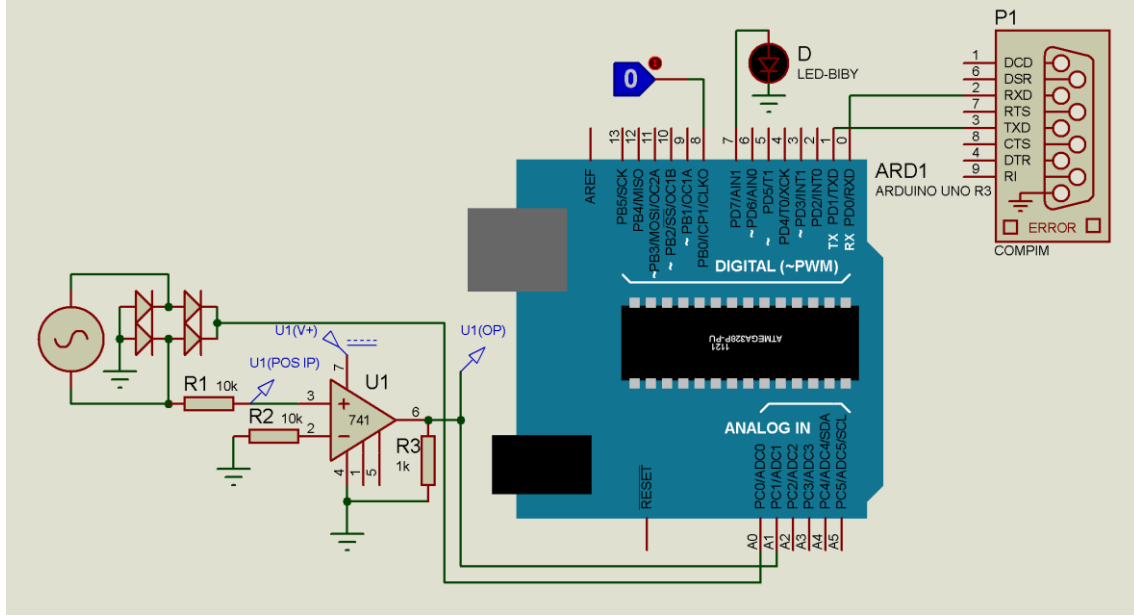 P1
1
DCD
6
DSR
2
RXD
7
RTS
3
TXD
8
CTS
4
DTR
9
RI
ERROR
COMPIM
D
LED-BIBY
0
AREF
13
12
11
10
9
8
7
6
5
4
3
2
1
0
PB5/SCK
PB4/MISO
~PB3/MOSI/OC2A
~ PB2/SS/OC1B
~ PB1/OC1A
PB0/ICP1/CLKO
PD7/AIN1
~ PD6/AIN0
~ PD5/T1
PD4/T0/XCK
~ PD3/INT1
PD2/INT0
TX PD1/TXD
RX PD0/RXD
ARD1
ARDUINO UNO R3
DIGITAL (~PWM)
1121
ATMEGA328P-PU
ANALOG IN
RESET
PC0/ADC0
PC1/ADC1
PC2/ADC2
PC3/ADC3
PC4/ADC4/SDA
PC5/ADC5/SCL
A0
A1
A2
A3
A4
A5
U1(V+)
U1(OP)
U1(POS IP)
R1 10k
R2 10k
R3
1k
U1
741
3
2
7
6
4
1
5